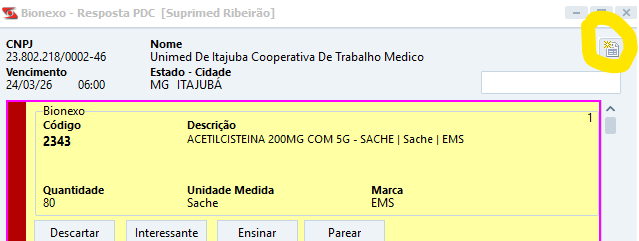 Bionexo - Resposta PDC [Suprimed Ribeirão]
CNPJ Nome
23.802.218/0002-46 Unimed De Itajuba Cooperativa De Trabalho Medico
Vencimento Estado - Cidade
24/03/26 06:00 MG ITAJUBÁ
Bionexo 1
Código Descrição
2343 ACETILCISTEINA 200MG COM 5G - SACHE | Sache | EMS
Quantidade Unidade Medida Marca
80 Sache EMS
Descartar Interessante Ensinar Parear